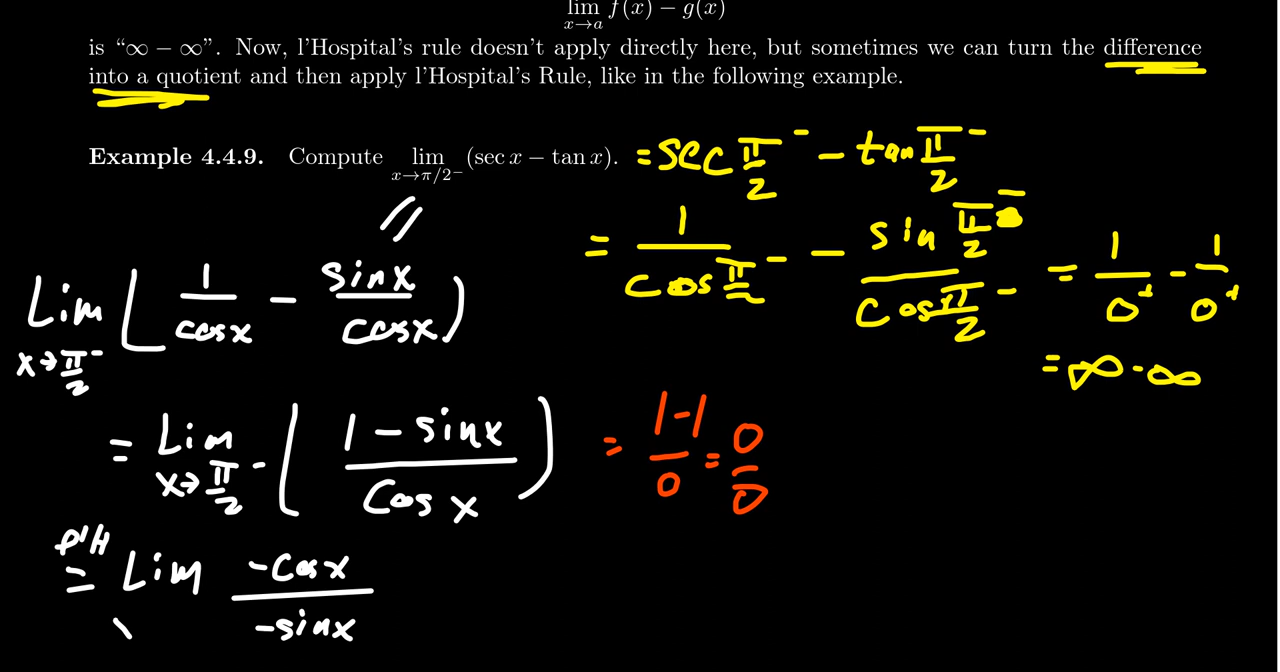 lim f(x) − g(x)
x→a
is “∞ − ∞”. Now, l'Hospital's rule doesn't apply directly here, but sometimes we can turn the difference
into a quotient and then apply l'Hospital's Rule, like in the following example.
Example 4.4.9. Compute lim x→π/2⁻ (sec x − tan x). = sec π/2⁻ − tan π/2⁻
= 1/cos π/2⁻ − sin π/2⁻/cos π/2⁻ = 1/0⁺ - 1/0⁺
= ∞ - ∞
Lim x→π/2⁻ [1/cosx − sinx/cosx)
= Lim x→π/2⁻ (1 − sinx / Cos x) = 1-1/0 = 0/0
l'H
= Lim -cosx/-sinx